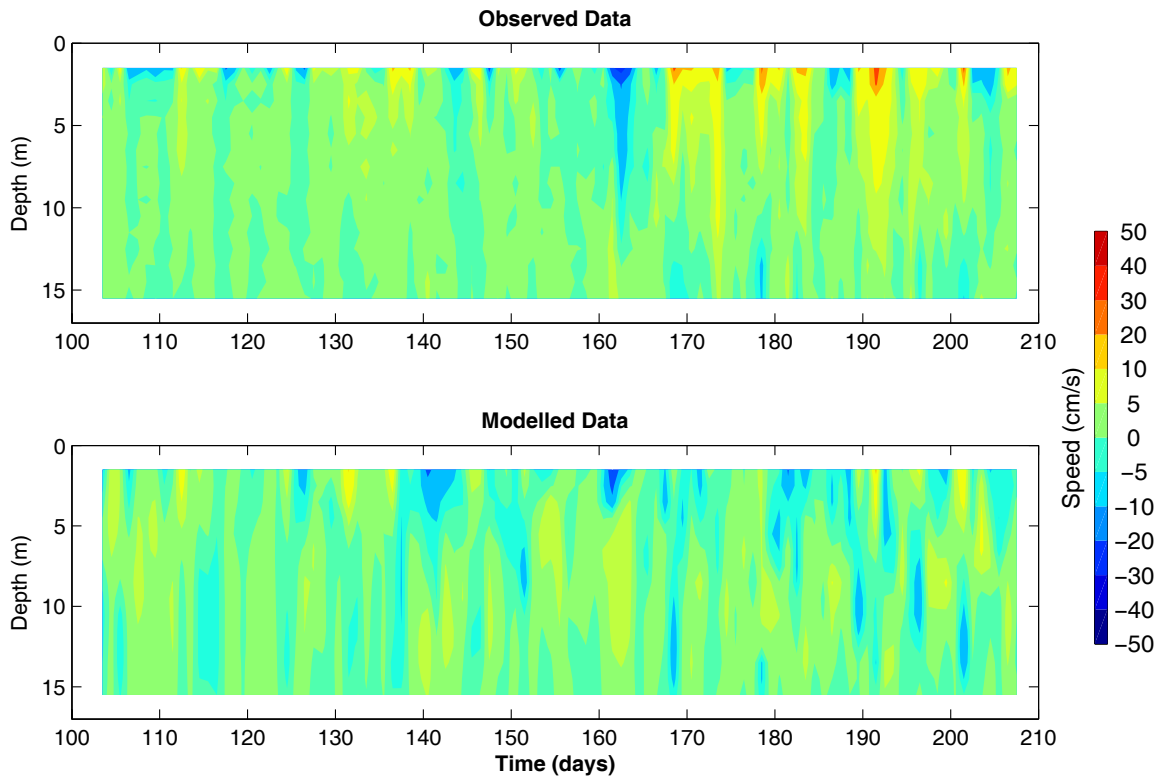 Observed Data
0
5
10
15
Depth (m)
100 110 120 130 140 150 160 170 180 190 200 210
Modelled Data
0
5
10
15
Depth (m)
100 110 120 130 140 150 160 170 180 190 200 210
Time (days)
50
40
30
20
10
5
0
−5
−10
−20
−30
−40
−50
Speed (cm/s)